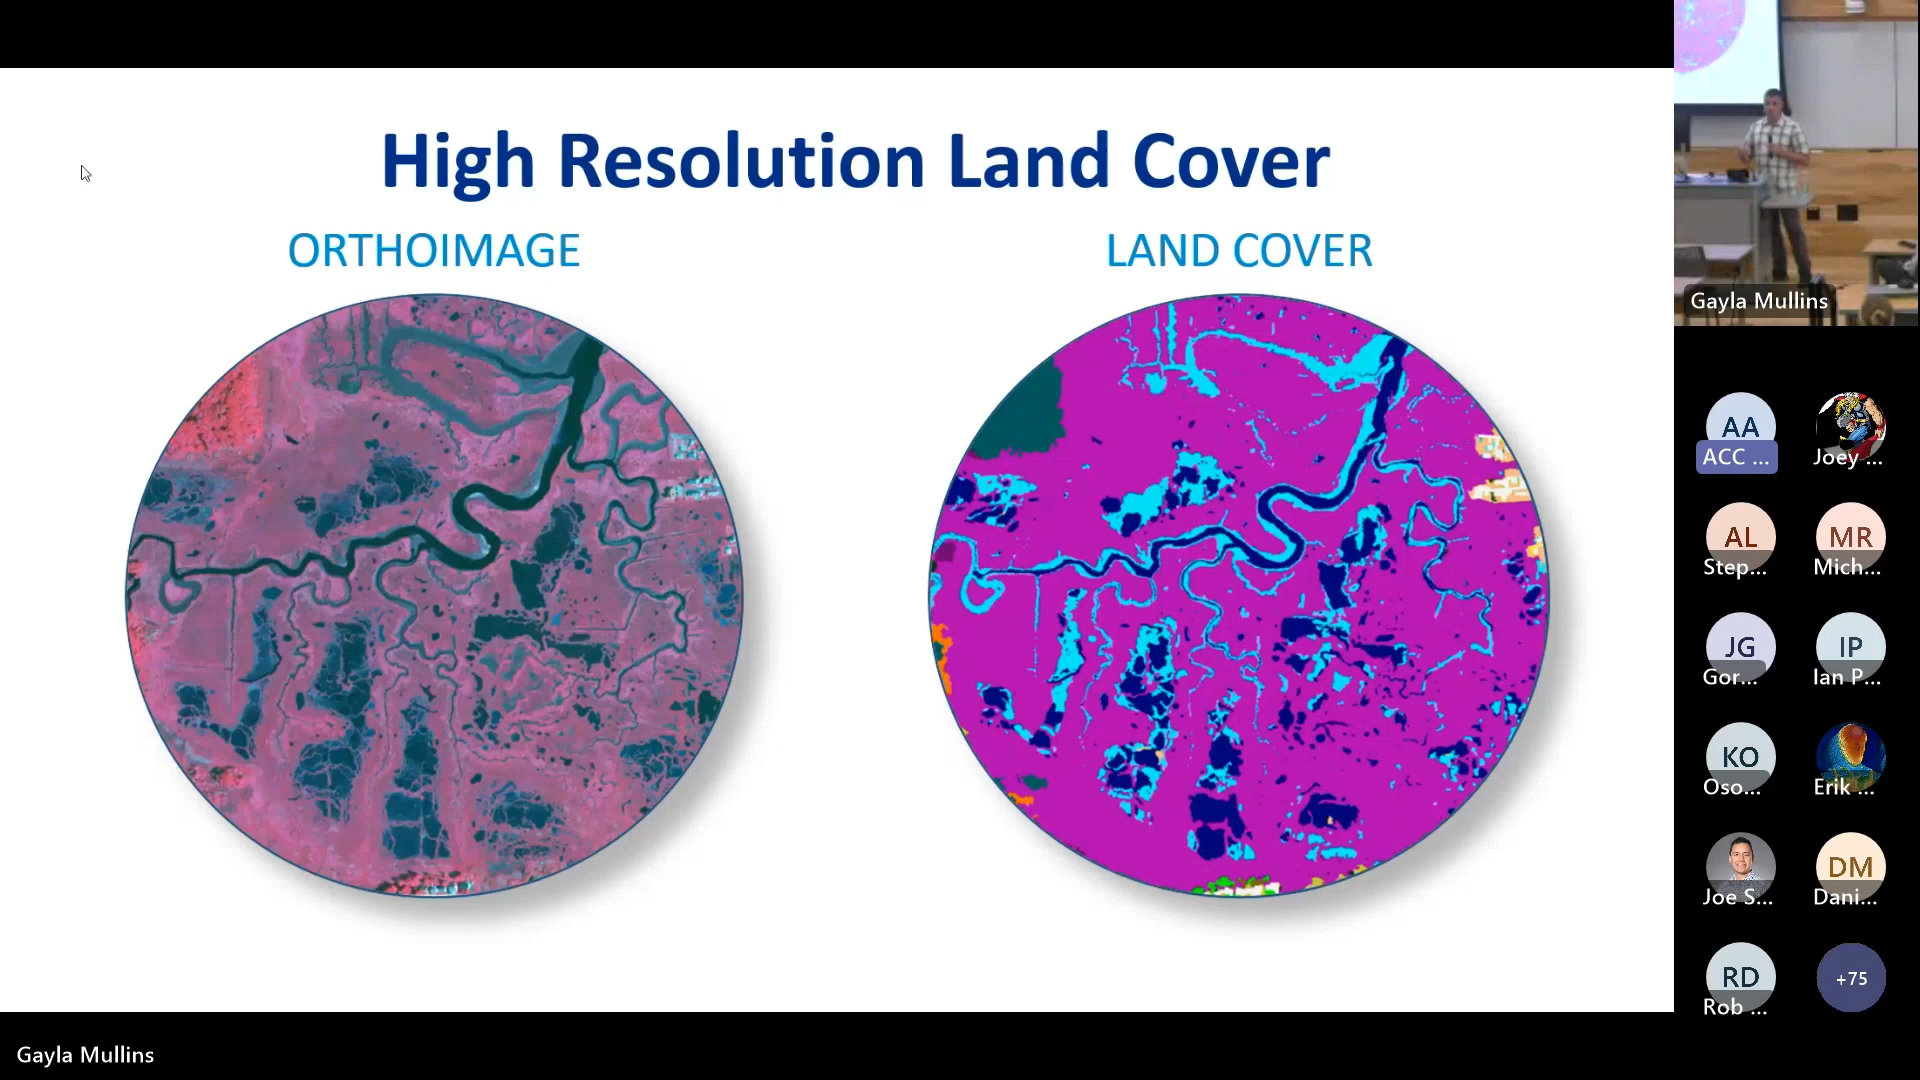 High Resolution Land Cover
ORTHOIMAGE
LAND COVER
Gayla Mullins
AA
ACC ...
Joey ...
AL
Step...
MR
Mich...
JG
Gor...
IP
Ian P...
KO
Oso...
Erik ...
Joe S...
DM
Dani...
RD
Rob ...
+75
Gayla Mullins